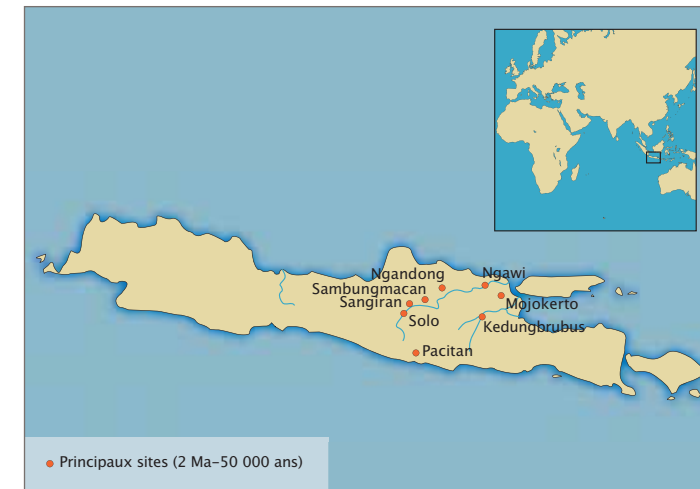 Ngandong
Ngawi
Sambungmacan
Sangiran
Mojokerto
Solo
Kedungbrubus
Pacitan
Principaux sites (2 Ma–50 000 ans)